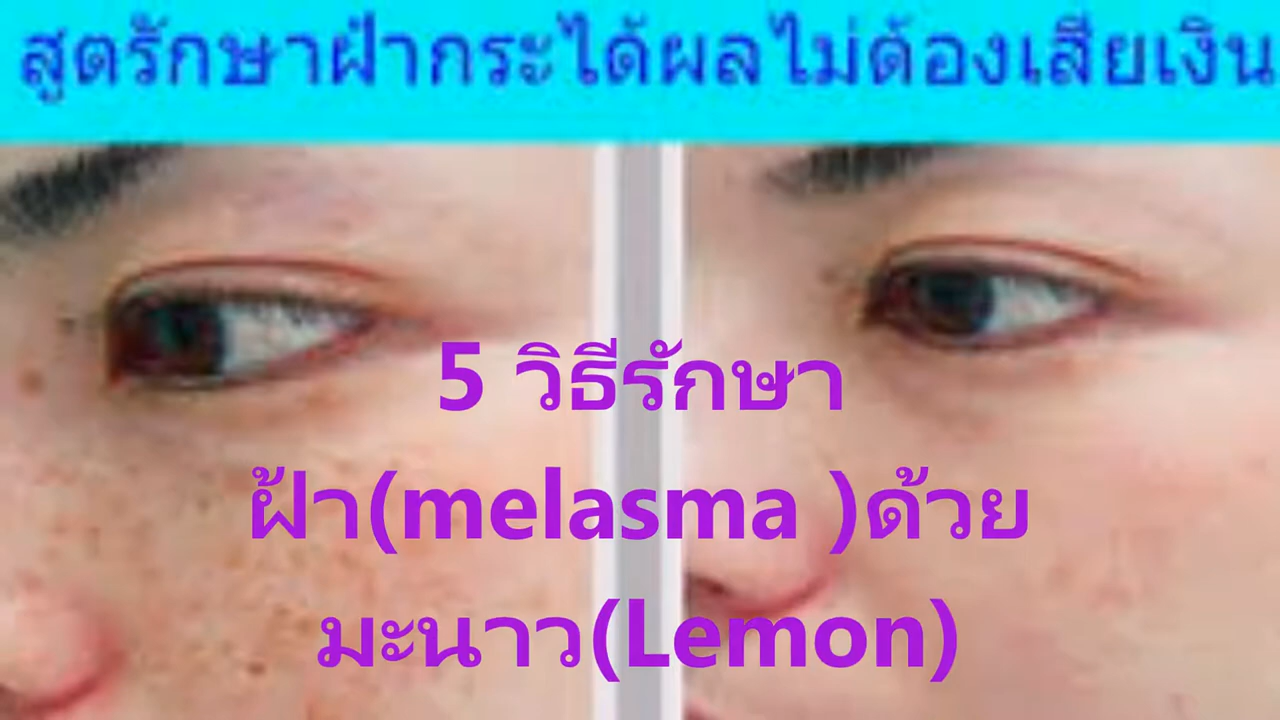 สูตรักษาฝ้ากระได้ผลไม่ต้องเสียเงิน
5 วิธีรักษา
ฝ้า(melasma )ด้วย
มะนาว(Lemon)